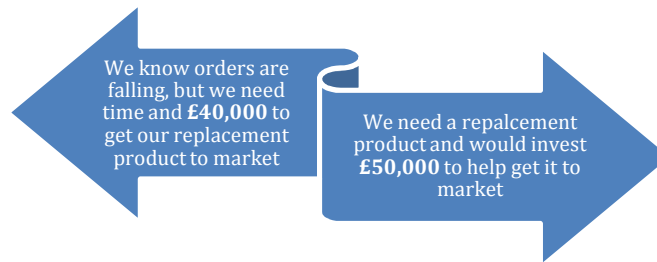 We know orders are
falling, but we need
time and £40,000 to
get our replacement
product to market
We need a repalcement
product and would invest
£50,000 to help get it to
market